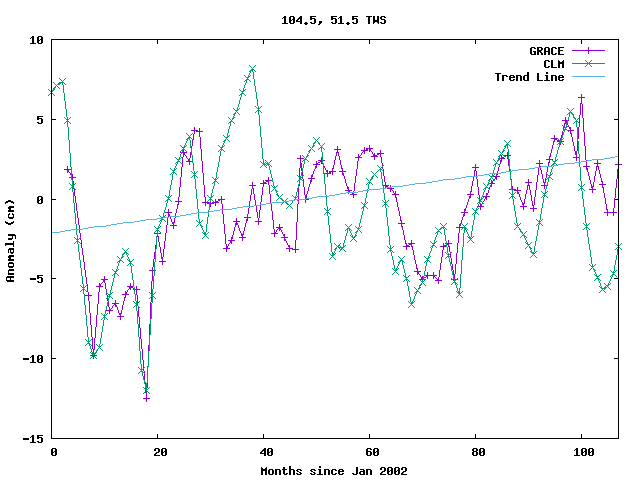 104.5, 51.5 TWS
GRACE
CLM
Trend Line
10
5
0
-5
-10
-15
Anomaly (cm)
0 20 40 60 80 100
Months since Jan 2002